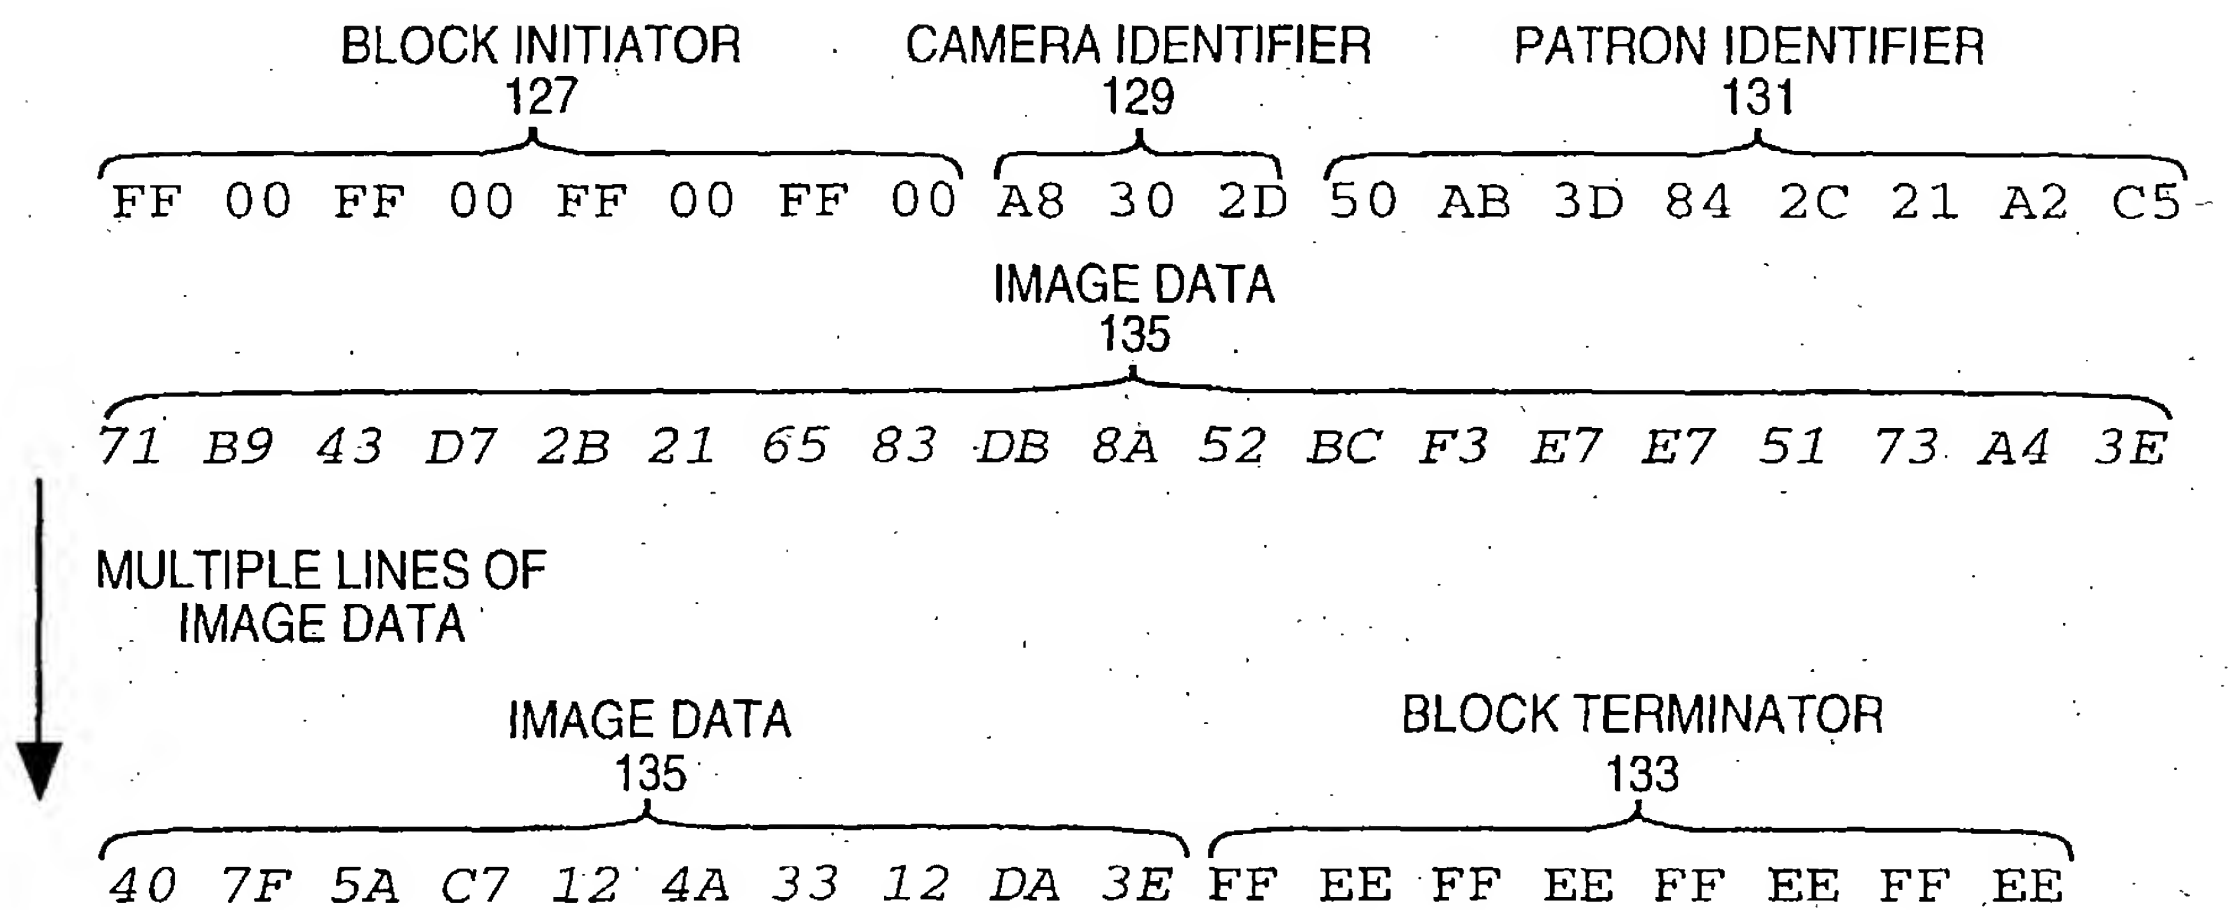 BLOCK INITIATOR CAMERA IDENTIFIER PATRON IDENTIFIER
127 129 131
FF 00 FF 00 FF 00 FF 00 A8 30 2D 50 AB 3D 84 2C 21 A2 C5
IMAGE DATA
135
71 B9 43 D7 2B 21 65 83 DB 8A 52 BC F3 E7 E7 51 73 A4 3E
MULTIPLE LINES OF
IMAGE DATA
IMAGE DATA BLOCK TERMINATOR
135 133
40 7F 5A C7 12 4A 33 12 DA 3E FF EE FF EE FF EE FF EE